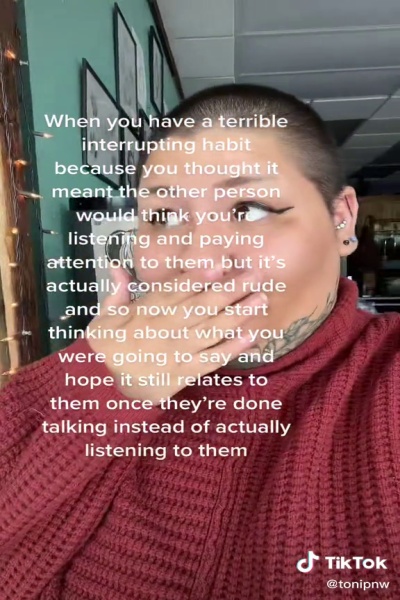 When you have a terrible
interrupting habit
because you thought it
meant the other person
would think you're
listening and paying
attention to them but it's
actually considered rude
and so now you start
thinking about what you
were going to say and
hope it still relates to
them once they're done
talking instead of actually
listening to them
TikTok
@tonipnw